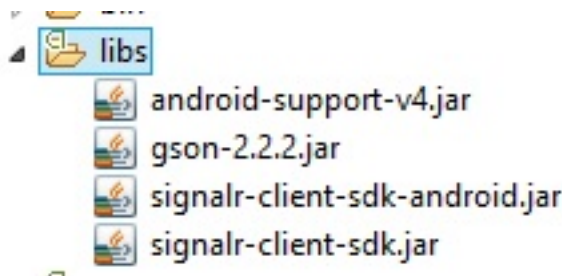 libs
android-support-v4.jar
gson-2.2.2.jar
signalr-client-sdk-android.jar
signalr-client-sdk.jar